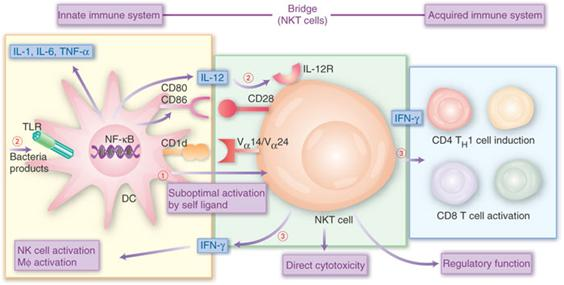 Innate immune system
Bridge
(NKT cells)
Acquired immune system
IL-1, IL-6, TNF-α
CD80
CD86
IL-12
②
IL-12R
CD28
TLR
②
Bacteria
products
NF-κB
CD1d
Vα14/Vα24
①
DC
Suboptimal activation
by self ligand
NKT cell
IFN-γ
③
CD4 TH1 cell induction
CD8 T cell activation
IFN-γ
③
NK cell activation
Mϕ activation
Direct cytotoxicity
Regulatory function